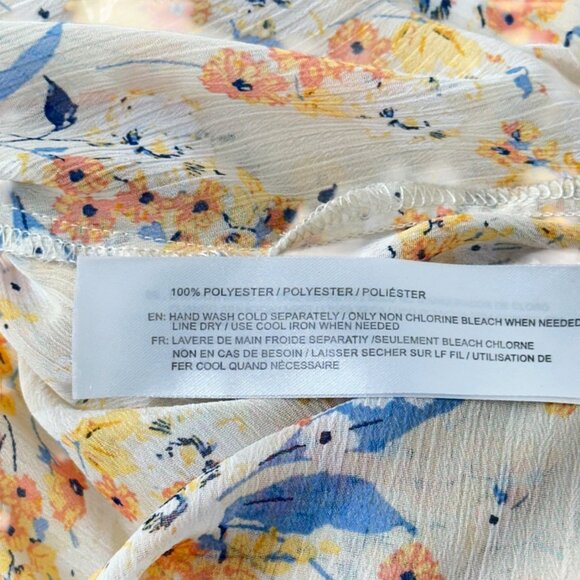 100% POLYESTER / POLYESTER / POLIÉSTER
EN: HAND WASH COLD SEPARATELY / ONLY NON CHLORINE BLEACH WHEN NEEDED
LINE DRY / USE COOL IRON WHEN NEEDED
FR: LAVERE DE MAIN FROIDE SEPARATIY /SEULEMENT BLEACH CHLORNE
NON EN CAS DE BESOIN / LAISSER SECHER SUR LF FIL / UTILISATION DE
FER COOL QUAND NÉCESSAIRE